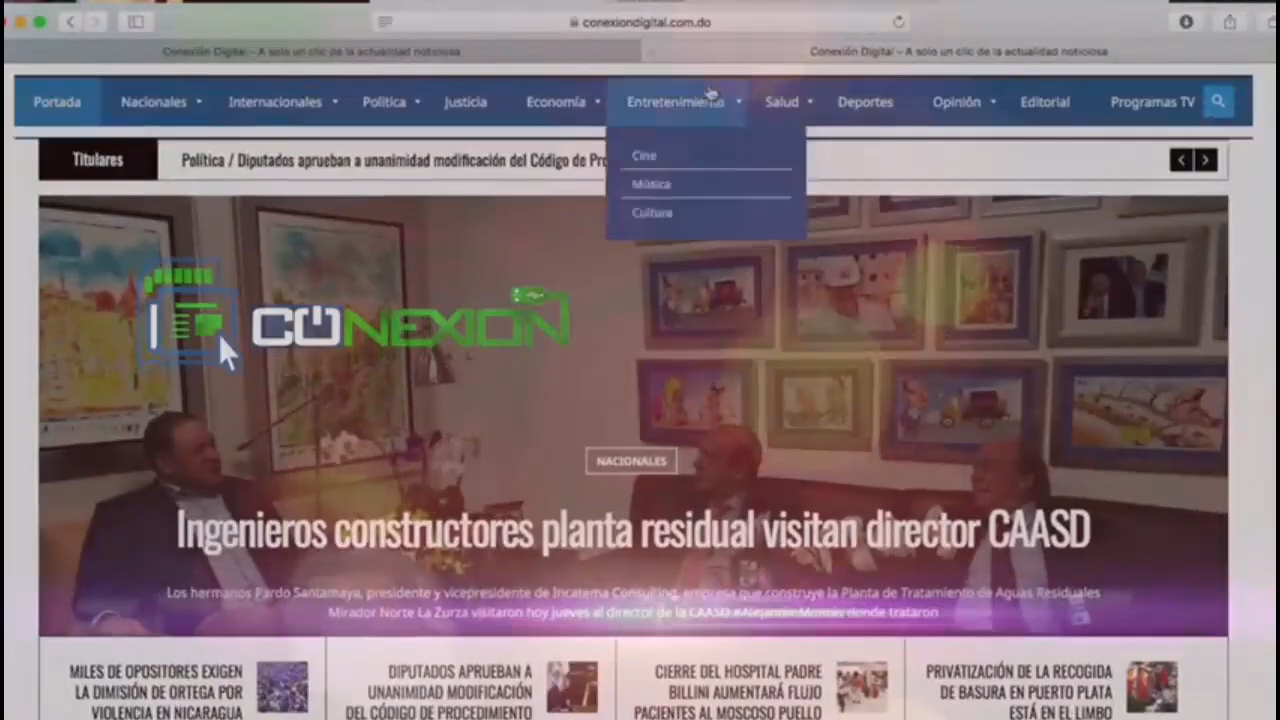 conexiondigital.com.do
Conexión Digital – A solo un clic de la actualidad noticiosa
Conexión Digital – A solo un clic de la actualidad noticiosa
Portada
Nacionales
Internacionales
Política
Justicia
Economía
Entretenimiento
Salud
Deportes
Opinión
Editorial
Programas TV
Cine
Música
Cultura
Titulares
Política / Diputados aprueban a unanimidad modificación del Código de Pro
CONEXION
NACIONALES
Ingenieros constructores planta residual visitan director CAASD
Los hermanos Pardo Santamaya, presidente y vicepresidente de Incatema Consulting, empresa que construye la Planta de Tratamiento de Aguas Residuales
Mirador Norte La Zurza visitaron hoy jueves al director de la CAASD donde trataron
MILES DE OPOSITORES EXIGEN
LA DIMISIÓN DE ORTEGA POR
VIOLENCIA EN NICARAGUA
DIPUTADOS APRUEBAN A
UNANIMIDAD MODIFICACIÓN
DEL CÓDIGO DE PROCEDIMIENTO
CIERRE DEL HOSPITAL PADRE
BILLINI AUMENTARÁ FLUJO
PACIENTES AL MOSCOSO PUELLO
PRIVATIZACIÓN DE LA RECOGIDA
DE BASURA EN PUERTO PLATA
ESTÁ EN EL LIMBO